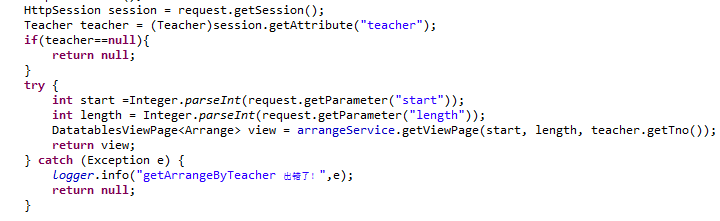 HttpSession session = request.getSession();
Teacher teacher = (Teacher)session.getAttribute("teacher");
if(teacher==null){
    return null;
}
try {
    int start =Integer.parseInt(request.getParameter("start"));
    int length = Integer.parseInt(request.getParameter("length"));
    DatatablesViewPage<Arrange> view = arrangeService.getViewPage(start, length, teacher.getTno());
    return view;
} catch (Exception e) {
    logger.info("getArrangeByTeacher 出错了！",e);
    return null;
}